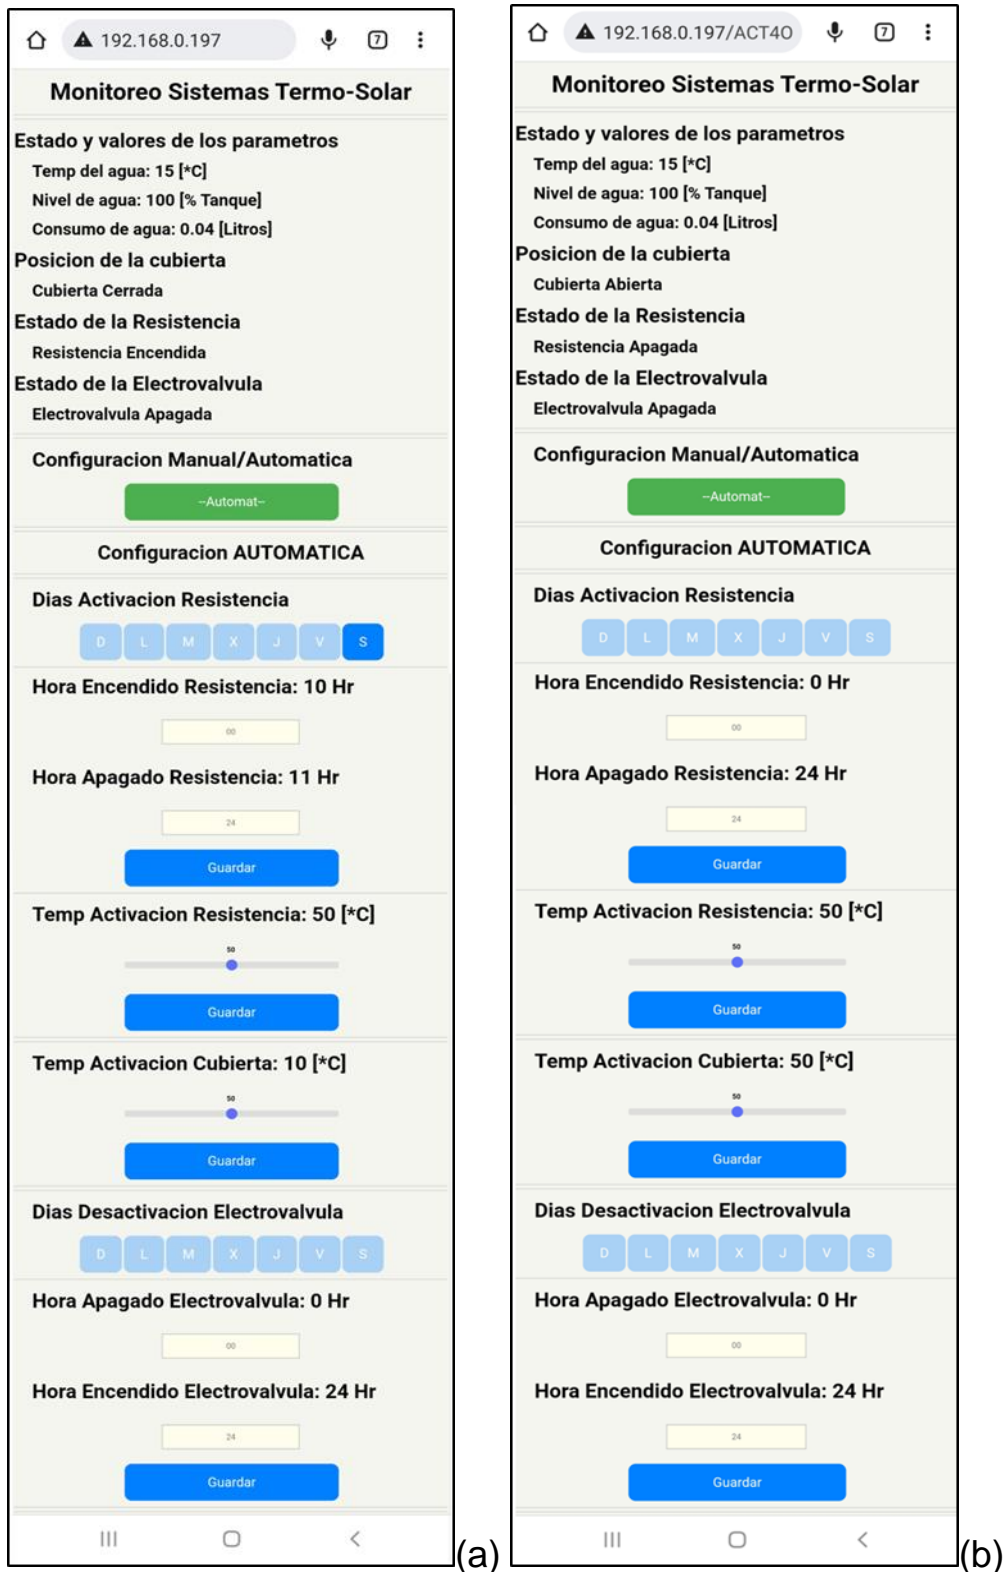 192.168.0.197
7
Monitoreo Sistemas Termo-Solar
Estado y valores de los parametros
Temp del agua: 15 [*C]
Nivel de agua: 100 [% Tanque]
Consumo de agua: 0.04 [Litros]
Posicion de la cubierta
Cubierta Cerrada
Estado de la Resistencia
Resistencia Encendida
Estado de la Electrovalvula
Electrovalvula Apagada
Configuracion Manual/Automatica
--Automat--
Configuracion AUTOMATICA
Dias Activacion Resistencia
D L M X J V S
Hora Encendido Resistencia: 10 Hr
00
Hora Apagado Resistencia: 11 Hr
24
Guardar
Temp Activacion Resistencia: 50 [*C]
50
Guardar
Temp Activacion Cubierta: 10 [*C]
50
Guardar
Dias Desactivacion Electrovalvula
D L M X J V S
Hora Apagado Electrovalvula: 0 Hr
00
Hora Encendido Electrovalvula: 24 Hr
24
Guardar
(a)
192.168.0.197/ACT4O
7
Monitoreo Sistemas Termo-Solar
Estado y valores de los parametros
Temp del agua: 15 [*C]
Nivel de agua: 100 [% Tanque]
Consumo de agua: 0.04 [Litros]
Posicion de la cubierta
Cubierta Abierta
Estado de la Resistencia
Resistencia Apagada
Estado de la Electrovalvula
Electrovalvula Apagada
Configuracion Manual/Automatica
--Automat--
Configuracion AUTOMATICA
Dias Activacion Resistencia
D L M X J V S
Hora Encendido Resistencia: 0 Hr
00
Hora Apagado Resistencia: 24 Hr
24
Guardar
Temp Activacion Resistencia: 50 [*C]
50
Guardar
Temp Activacion Cubierta: 50 [*C]
50
Guardar
Dias Desactivacion Electrovalvula
D L M X J V S
Hora Apagado Electrovalvula: 0 Hr
00
Hora Encendido Electrovalvula: 24 Hr
24
Guardar
(b)